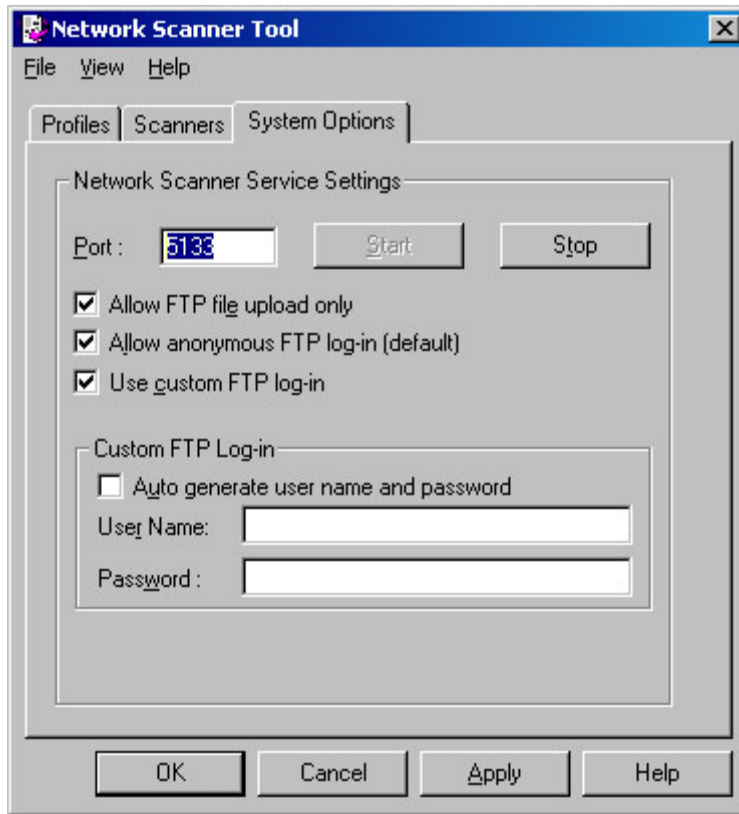 Network Scanner Tool
File View Help
Profiles Scanners System Options
Network Scanner Service Settings
Port : 5133 Start Stop
Allow FTP file upload only
Allow anonymous FTP log-in (default)
Use custom FTP log-in
Custom FTP Log-in
Auto generate user name and password
User Name:
Password :
OK Cancel Apply Help